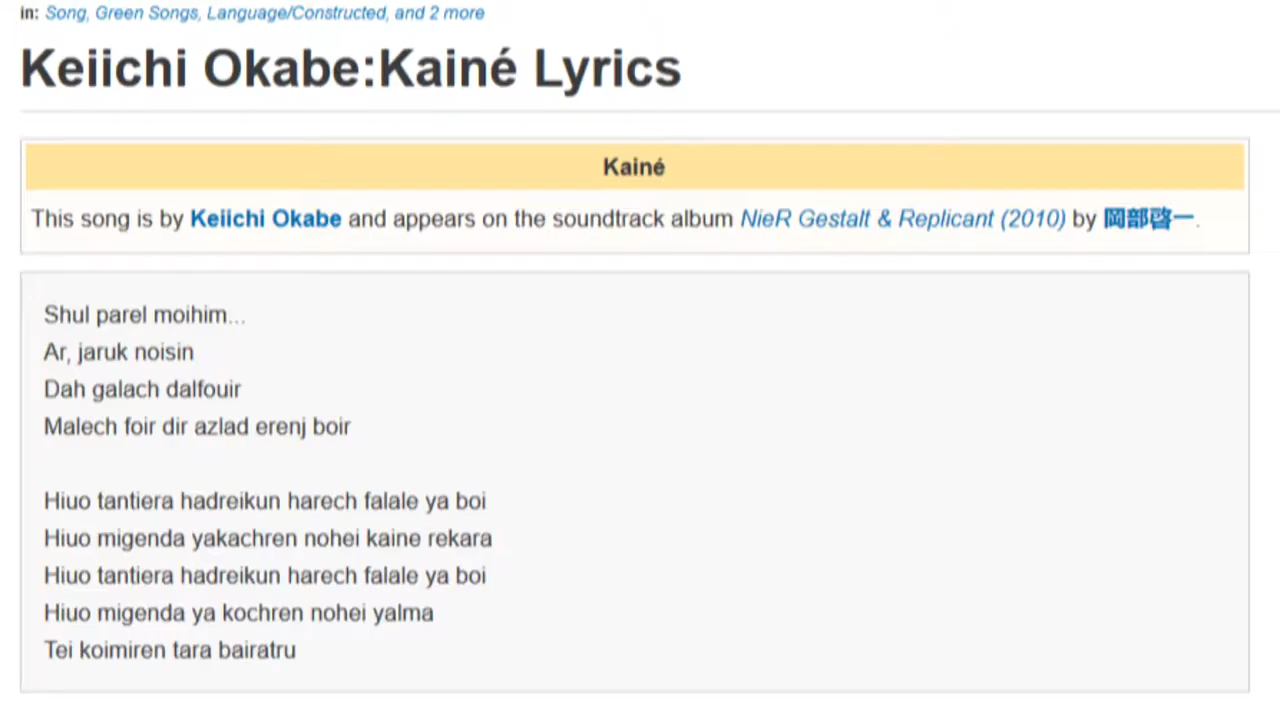 in: Song, Green Songs, Language/Constructed, and 2 more
Keiichi Okabe:Kainé Lyrics
Kainé
This song is by Keiichi Okabe and appears on the soundtrack album NieR Gestalt & Replicant (2010) by 岡部啓一.
Shul parel moihim...
Ar, jaruk noisin
Dah galach dalfouir
Malech foir dir azlad erenj boir
Hiuo tantiera hadreikun harech falale ya boi
Hiuo migenda yakachren nohei kaine rekara
Hiuo tantiera hadreikun harech falale ya boi
Hiuo migenda ya kochren nohei yalma
Tei koimiren tara bairatru